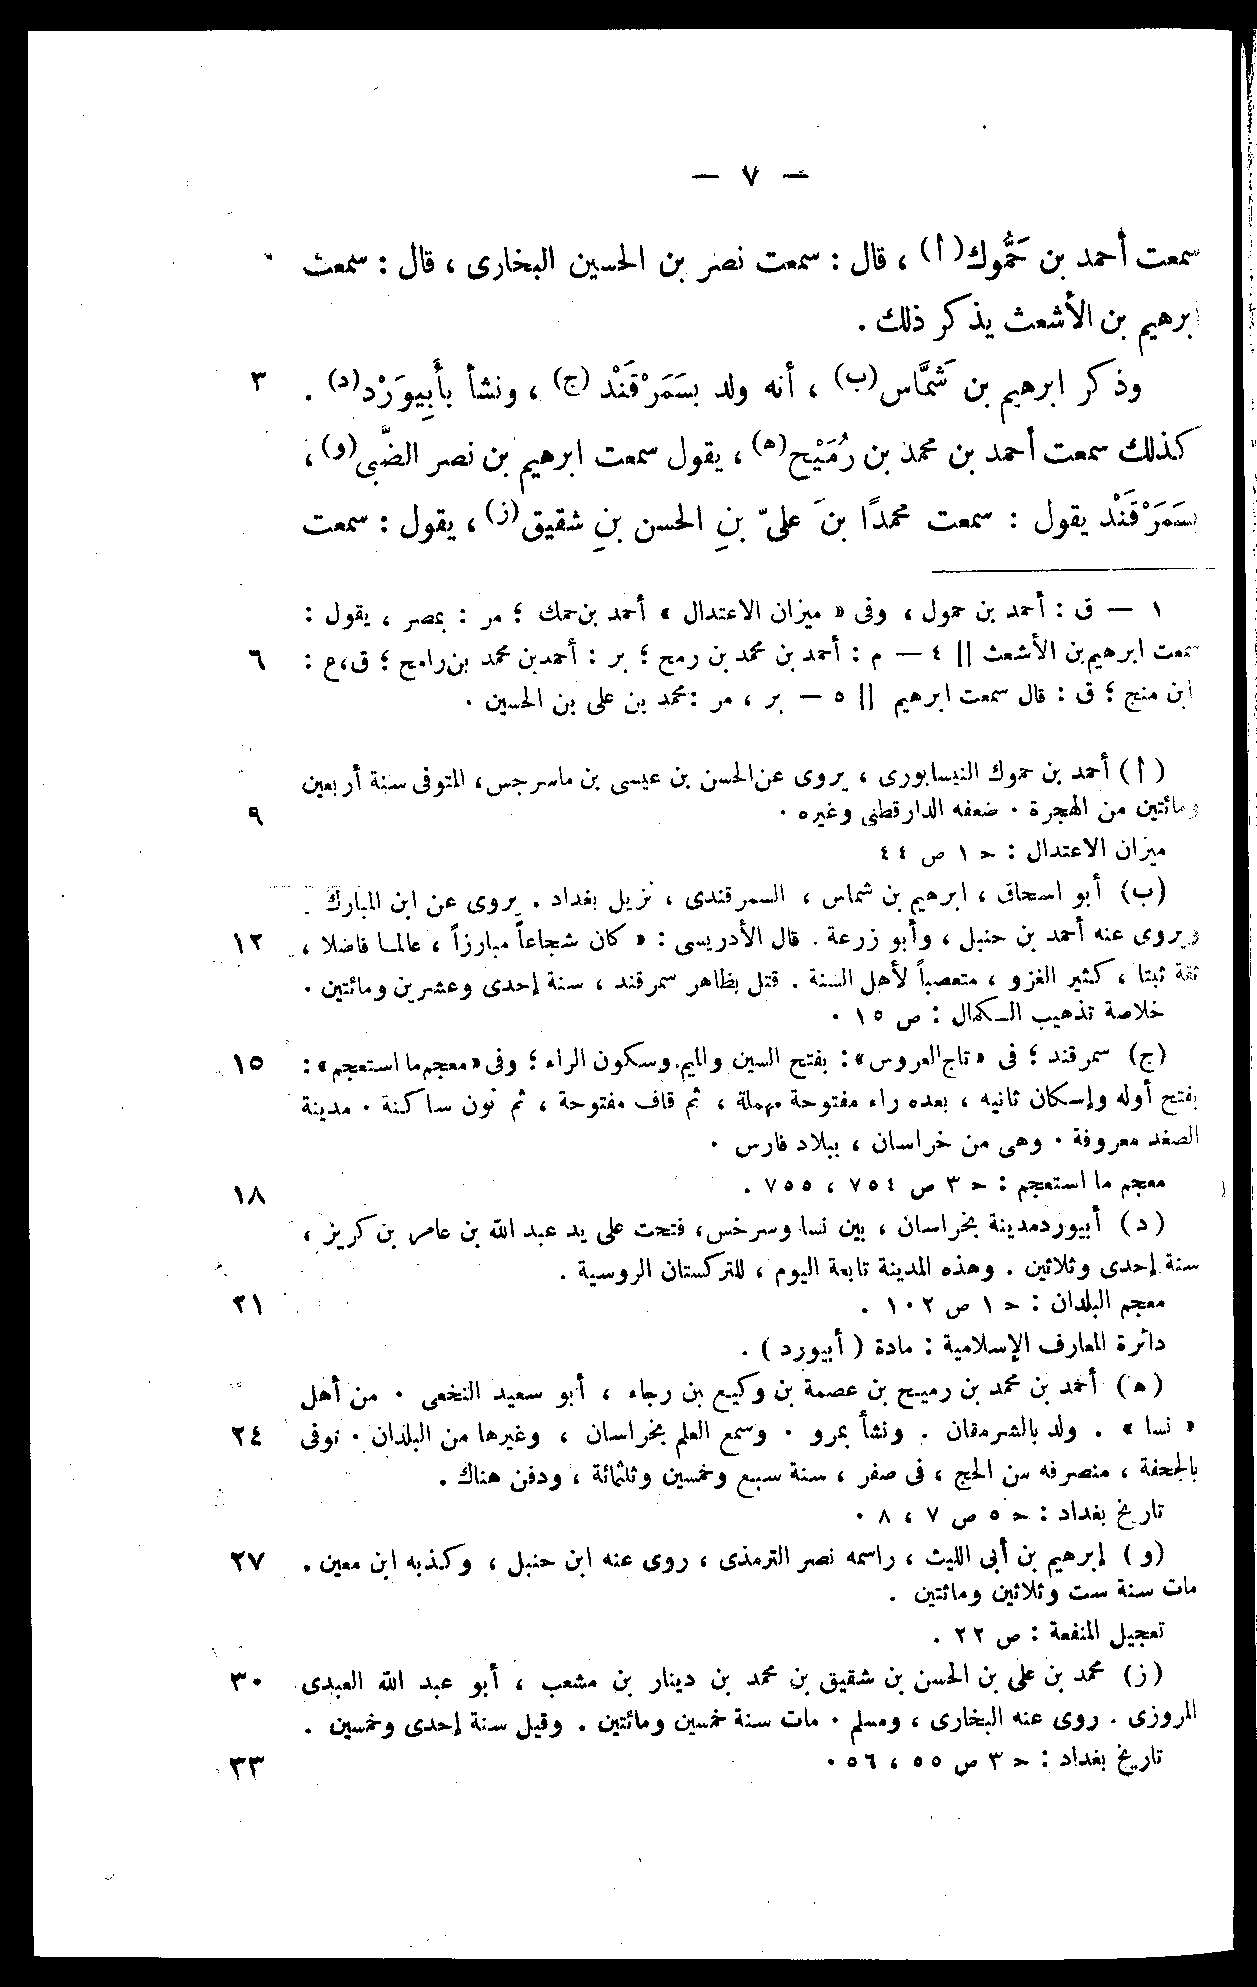 — ٧ —
سمعت أحمد بن حَمُّوك(أ) ، قال : سمعت نصر بن الحسين البخارى ، قال : سمعت
ابرهيم بن الأشعث يذكر ذلك .
وذكر ابرهيم بن شَمَّاس(ب) ، أنه ولد بسَمَرْقَنْد (ج) ، ونشأ بأَبِيوَرْد(د) . ٣
كذلك سمعت أحمد بن محمد بن رُمَيْح(ه) ، يقول سمعت ابرهيم بن نصر الضَّبى(و) ،
بسَمَرْقَنْد يقول : سمعت محمدًا بنَ علىّ بنِ الحسن بنِ شقيق(ز) ، يقول : سمعت
١ — ق : أحمد بن حمول ، وفى « ميزان الاعتدال » أحمد بن حمك ؛ مر : بمصر ، يقول :
سمعت ابرهيم بن الأشعث || ٤ — م : أحمد بن محمد بن رمح ؛ بر : أحمد بن محمد بن رامح ؛ ق،ع : ٦
ابن منج ؛ ق : قال سمعت ابرهيم || ٥ — بر ، مر : محمد بن على بن الحسين .
(أ) أحمد بن حموك النيسابورى ، يروى عن الحسن بن عيسى بن ماسرجس، المتوفى سنة أربعين
ومائتين من الهجرة . ضعفه الدارقطنى وغيره . ٩
ميزان الاعتدال : ح ١ ص ٤٤
(ب) أبو اسحاق ، ابرهيم بن شماس ، السمرقندى ، نزيل بغداد . يروى عن ابن المبارك .
ويروى عنه أحمد بن حنبل ، وأبو زرعة . قال الأدريسى : « كان شجاعاً مبارزاً ، عالما فاضلا ، ١٢
ثقة ثبتا ، كثير الغزو ، متعصباً لأهل السنة . قتل بظاهر سمرقند ، سنة إحدى وعشرين ومائتين .
خلاصة تذهيب الكمال : ص ١٥ .
(ج) سمرقند ؛ فى «تاج العروس» : بفتح السين والميم وسكون الراء ؛ وفى «معجم ما استعجم» : ١٥
بفتح أوله وإسكان ثانيه ، بعده راء مفتوحة مهملة ، ثم قاف مفتوحة ، ثم نون ساكنة . مدينة
الصغد معروفة . وهى من خراسان ، ببلاد فارس .
معجم ما استعجم : ح ٣ ص ٧٥٤ ، ٧٥٥ . ١٨
(د) أبيورد مدينة بخراسان ، بين نسا وسرخس، فتحت على يد عبد الله بن عامر بن كريز ،
سنة إحدى وثلاثين . وهذه المدينة تابعة اليوم ، للتركستان الروسية .
معجم البلدان : ح ١ ص ١٠٢ . ٢١
دائرة المعارف الإسلامية : مادة ( أبيورد ) .
(ه) أحمد بن محمد بن رميح بن عصمة بن وكيع بن رجاء ، أبو سعيد النخعى . من أهل
« نسا » . ولد بالشرمقان . ونشأ بمرو . وسمع العلم بخراسان ، وغيرها من البلدان . توفى ٢٤
بالجحفة ، منصرفه من الحج ، فى صفر ، سنة سبع وخمسين وثلثمائة ، ودفن هناك .
تاريخ بغداد : ح ٥ ص ٧ ، ٨ .
(و) إبرهيم بن أبى الليث ، راسمه نصر الترمذى ، روى عنه ابن حنبل ، وكذبه ابن معين . ٢٧
مات سنة ست وثلاثين ومائتين .
تعجيل المنفعة : ص ٢٢ .
(ز) محمد بن على بن الحسن بن شقيق بن محمد بن دينار بن مشعب ، أبو عبد الله العبدى ٣٠
المروزى . روى عنه البخارى ، ومسلم . مات سنة خمسين ومائتين . وقيل سنة إحدى وخمسين .
تاريخ بغداد : ح ٣ ص ٥٥ ، ٥٦ . ٣٣